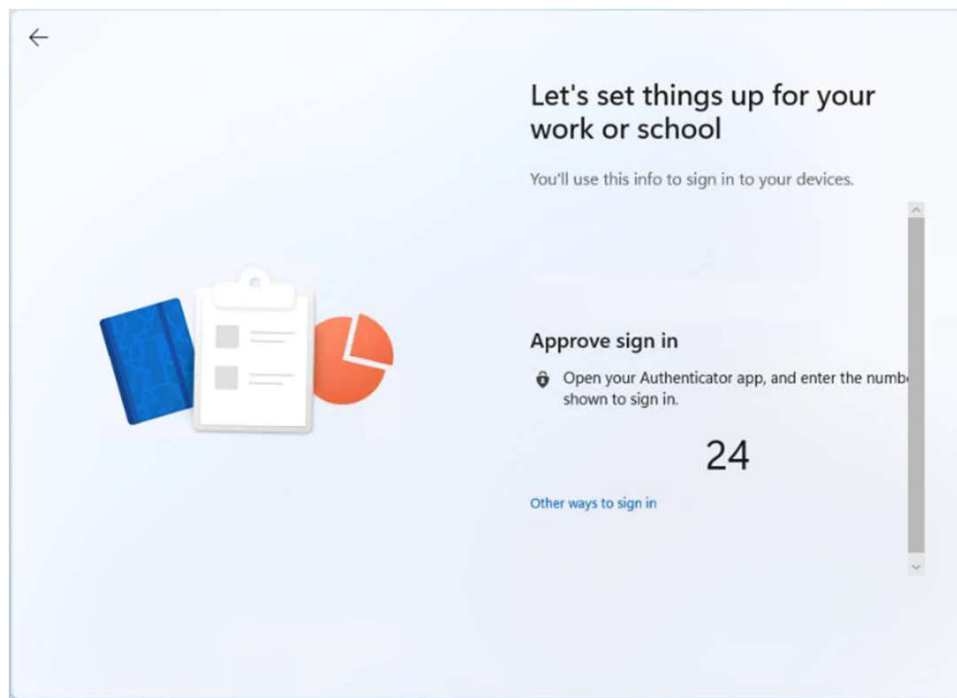 Let's set things up for your
work or school
You'll use this info to sign in to your devices.
Approve sign in
Open your Authenticator app, and enter the numb
shown to sign in.
24
Other ways to sign in